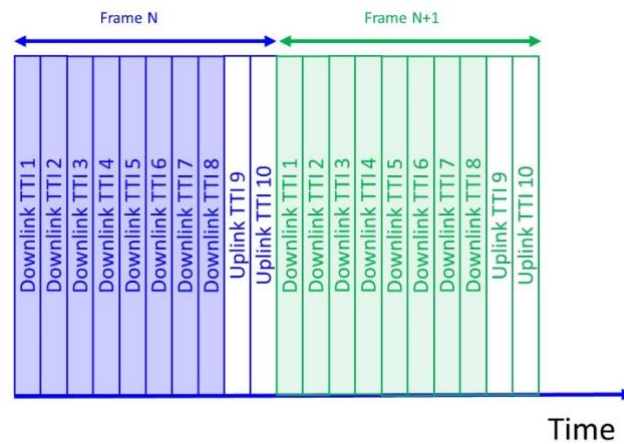 Frame N
Frame N+1
Downlink TTI 1
Downlink TTI 2
Downlink TTI 3
Downlink TTI 4
Downlink TTI 5
Downlink TTI 6
Downlink TTI 7
Downlink TTI 8
Uplink TTI 9
Uplink TTI 10
Downlink TTI 1
Downlink TTI 2
Downlink TTI 3
Downlink TTI 4
Downlink TTI 5
Downlink TTI 6
Downlink TTI 7
Downlink TTI 8
Uplink TTI 9
Uplink TTI 10
Time